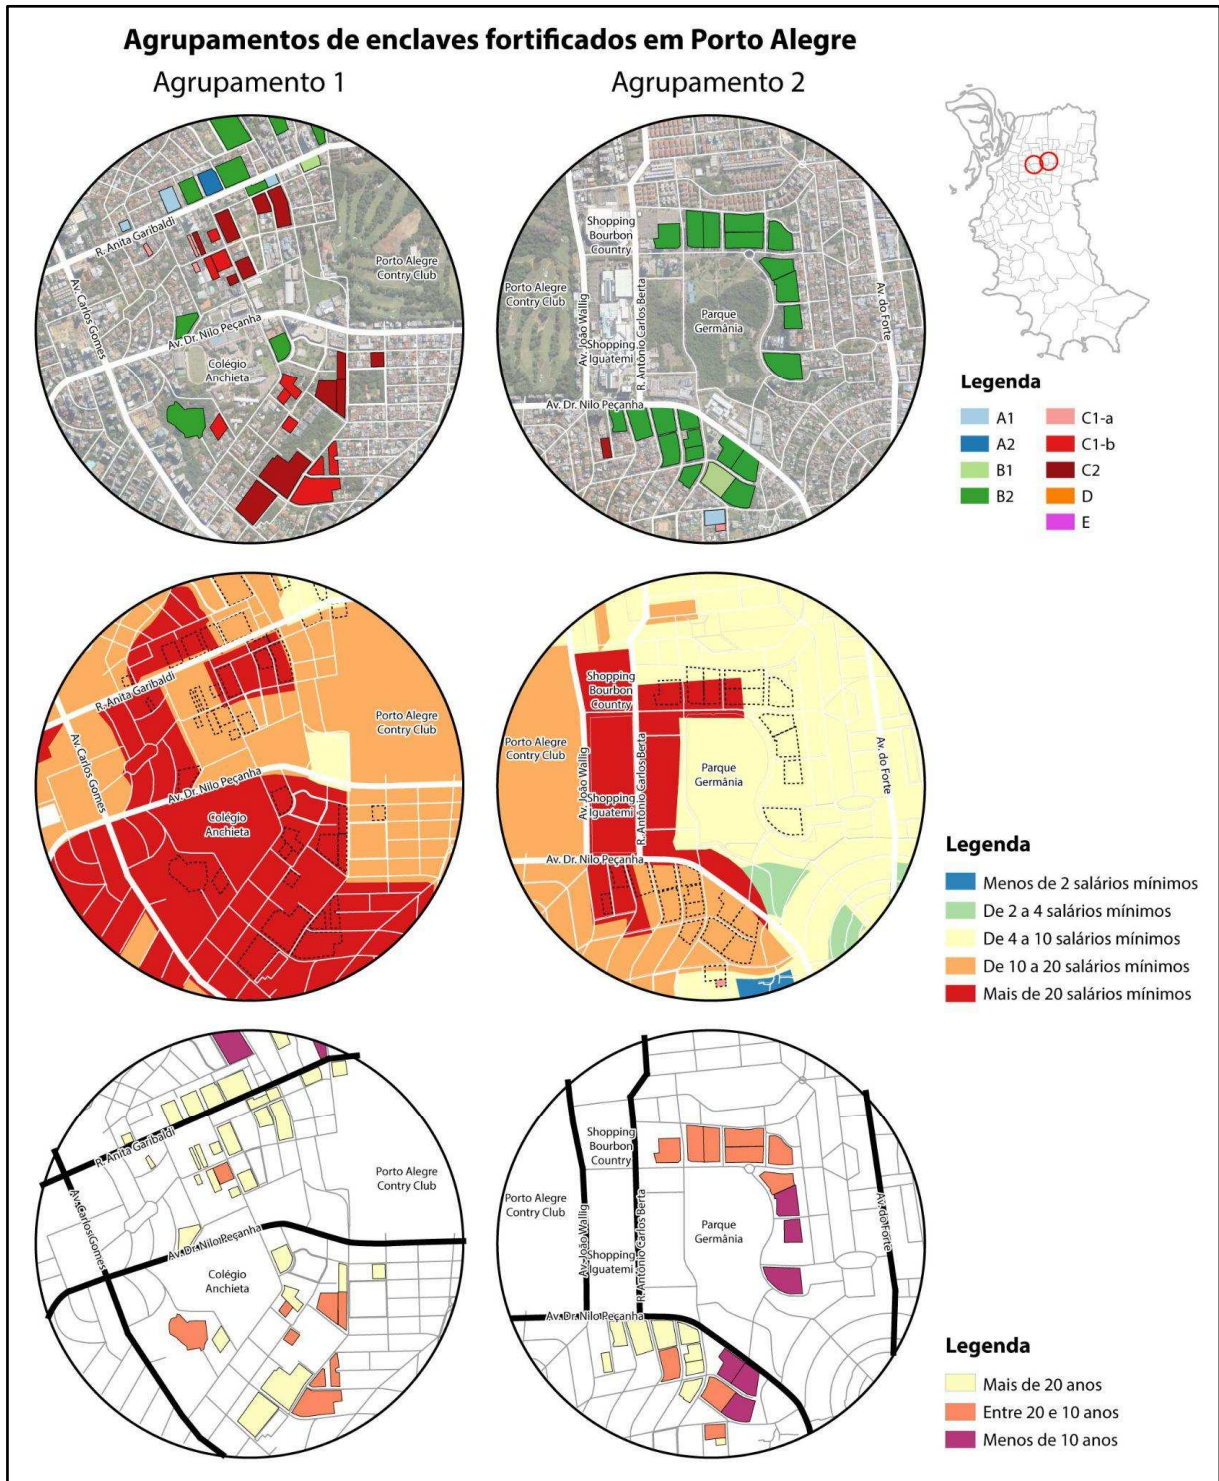 Agrupamentos de enclaves fortificados em Porto Alegre
Agrupamento 1
Agrupamento 2
R. Anita Garibaldi
Av. Carlos Gomes
Av. Dr. Nilo Peçanha
Colégio
Anchieta
Porto Alegre
Contry Club
Shopping
Bourbon
Country
Porto Alegre
Contry Club
Av. João Wallig
Shopping
Iguatemi
R. Antônio Carlos Berta
Parque
Germânia
Av. do Forte
Av. Dr. Nilo Peçanha
Legenda
A1
A2
B1
B2
C1-a
C1-b
C2
D
E
R. Anita Garibaldi
Av. Carlos Gomes
Av. Dr. Nilo Peçanha
Colégio
Anchieta
Porto Alegre
Contry Club
Shopping
Bourbon
Country
Porto Alegre
Contry Club
Av. João Wallig
Shopping
Iguatemi
R. Antônio Carlos Berta
Parque
Germânia
Av. do Forte
Av. Dr. Nilo Peçanha
Legenda
Menos de 2 salários mínimos
De 2 a 4 salários mínimos
De 4 a 10 salários mínimos
De 10 a 20 salários mínimos
Mais de 20 salários mínimos
R. Anita Garibaldi
Av. Carlos Gomes
Av. Dr. Nilo Peçanha
Colégio
Anchieta
Porto Alegre
Contry Club
Shopping
Bourbon
Country
Porto Alegre
Contry Club
Av. João Wallig
Shopping
Iguatemi
R. Antônio Carlos Berta
Parque
Germânia
Av. do Forte
Av. Dr. Nilo Peçanha
Legenda
Mais de 20 anos
Entre 20 e 10 anos
Menos de 10 anos